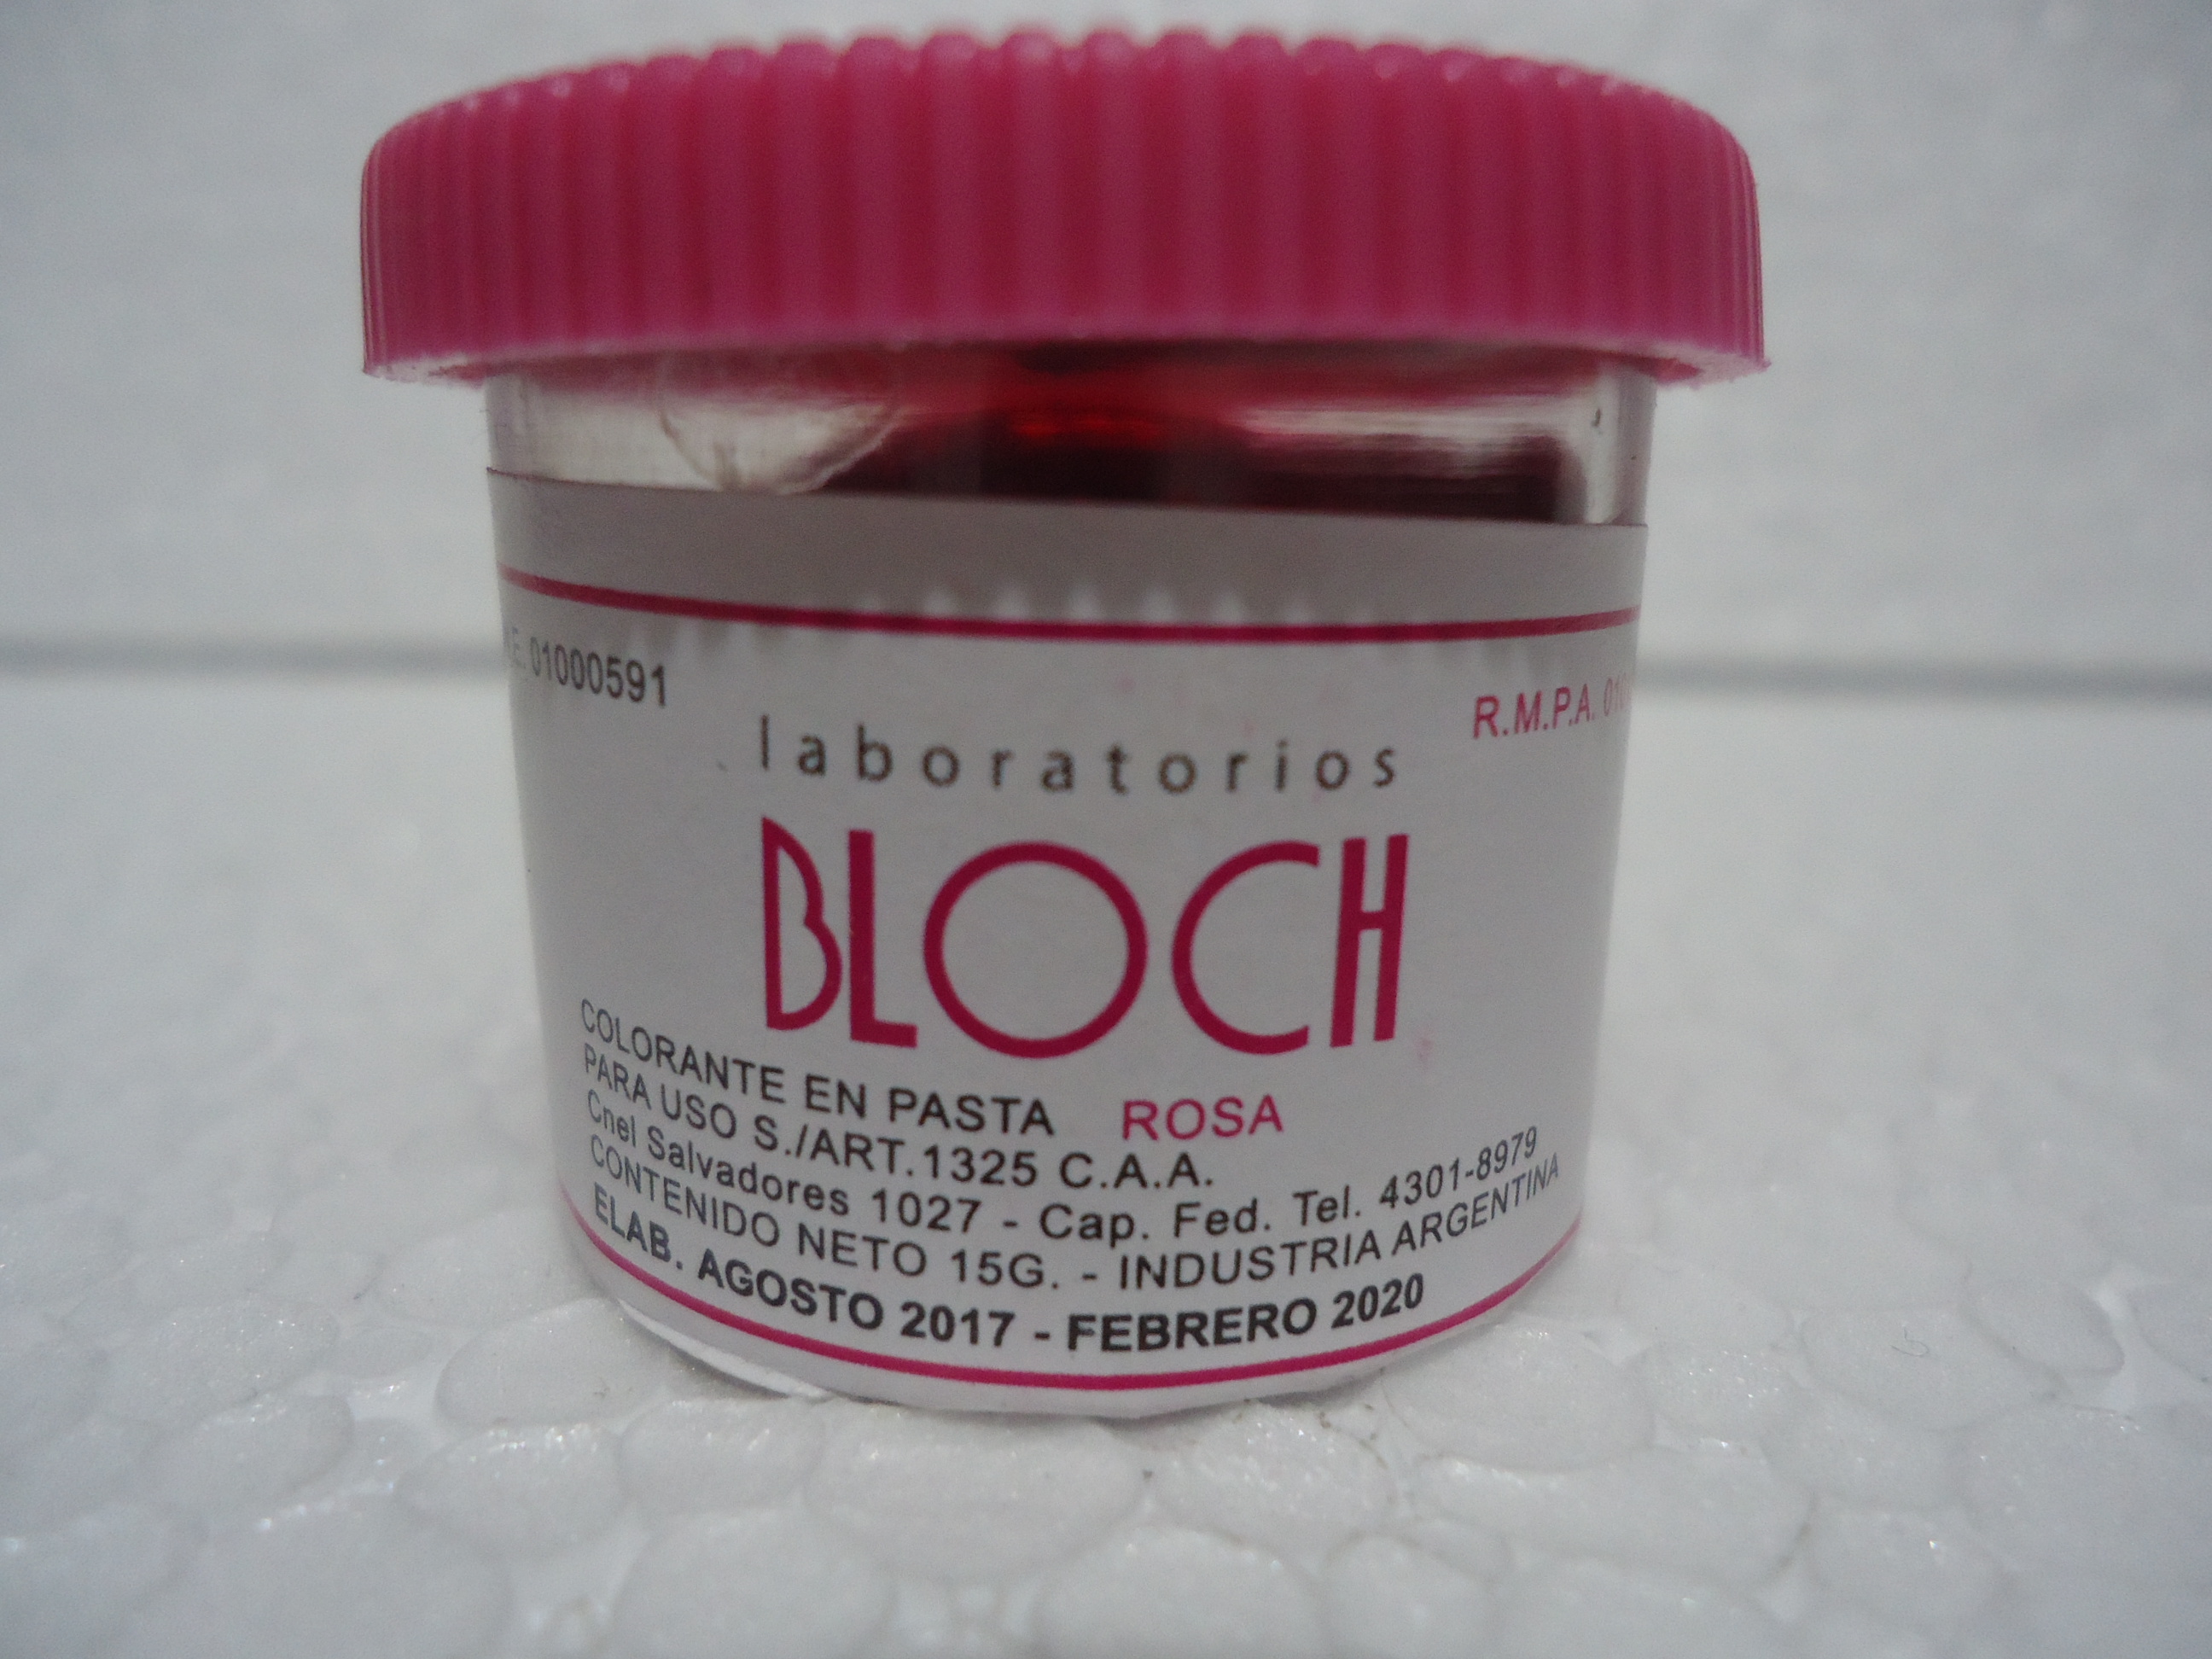 01000591
R.M.P.A.
laboratorios
BLOCH
COLORANTE EN PASTA ROSA
PARA USO S./ART.1325 C.A.A.
Cnel Salvadores 1027 - Cap. Fed. Tel. 4301-8979
CONTENIDO NETO 15G. - INDUSTRIA ARGENTINA
ELAB. AGOSTO 2017 - FEBRERO 2020